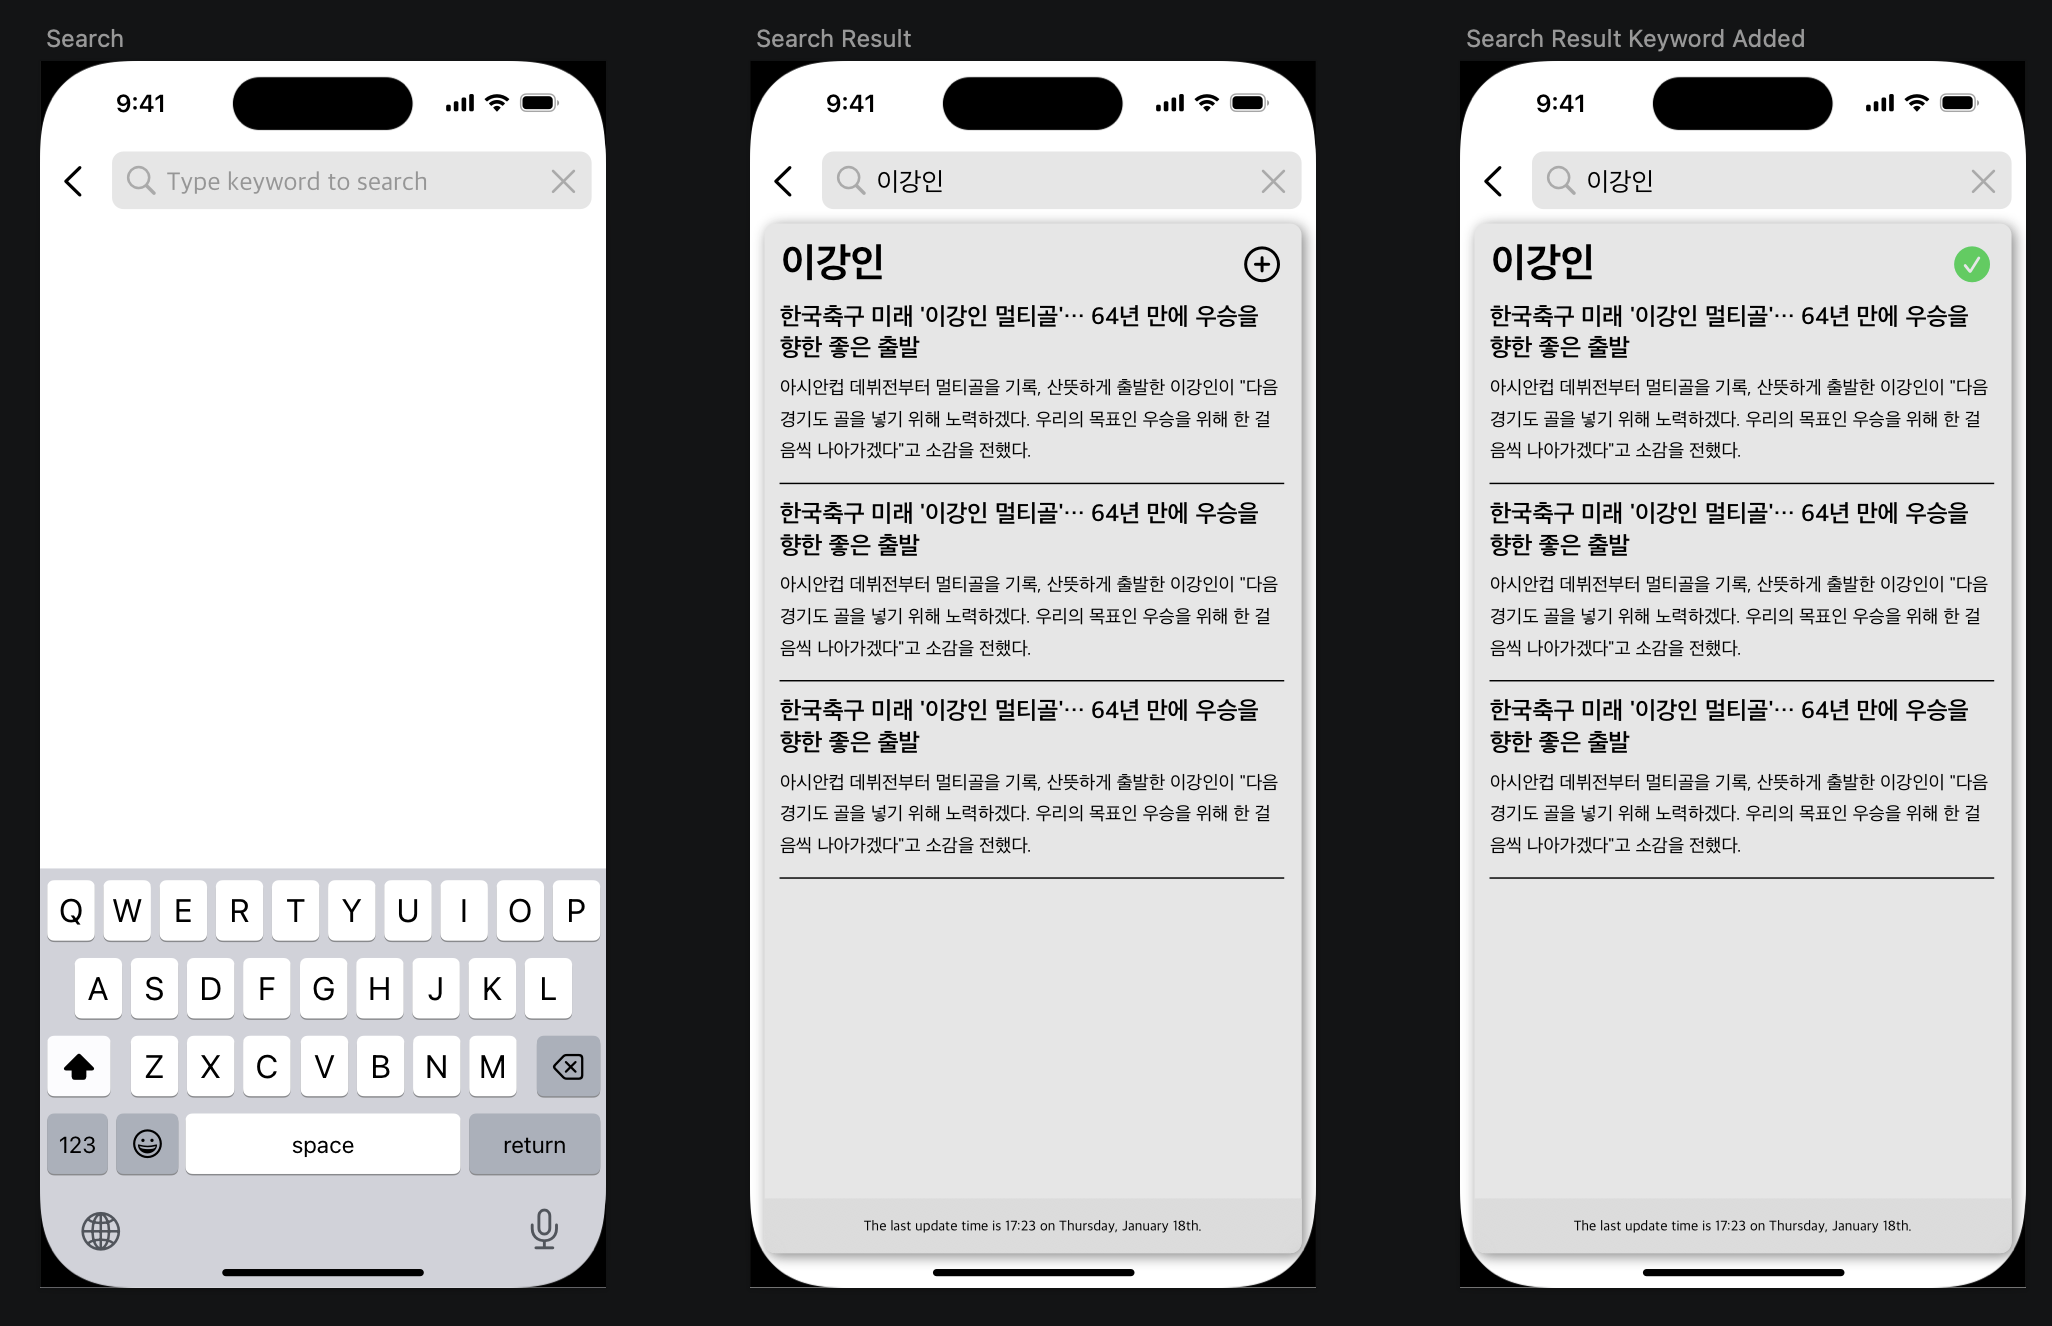 Search
9:41
Type keyword to search
Q W E R T Y U I O P
A S D F G H J K L
Z X C V B N M
123 space return
Search Result
9:41
이강인
이강인
한국축구 미래 '이강인 멀티골'… 64년 만에 우승을
향한 좋은 출발
아시안컵 데뷔전부터 멀티골을 기록, 산뜻하게 출발한 이강인이 "다음
경기도 골을 넣기 위해 노력하겠다. 우리의 목표인 우승을 위해 한 걸
음씩 나아가겠다"고 소감을 전했다.
한국축구 미래 '이강인 멀티골'… 64년 만에 우승을
향한 좋은 출발
아시안컵 데뷔전부터 멀티골을 기록, 산뜻하게 출발한 이강인이 "다음
경기도 골을 넣기 위해 노력하겠다. 우리의 목표인 우승을 위해 한 걸
음씩 나아가겠다"고 소감을 전했다.
한국축구 미래 '이강인 멀티골'… 64년 만에 우승을
향한 좋은 출발
아시안컵 데뷔전부터 멀티골을 기록, 산뜻하게 출발한 이강인이 "다음
경기도 골을 넣기 위해 노력하겠다. 우리의 목표인 우승을 위해 한 걸
음씩 나아가겠다"고 소감을 전했다.
The last update time is 17:23 on Thursday, January 18th.
Search Result Keyword Added
9:41
이강인
이강인
한국축구 미래 '이강인 멀티골'… 64년 만에 우승을
향한 좋은 출발
아시안컵 데뷔전부터 멀티골을 기록, 산뜻하게 출발한 이강인이 "다음
경기도 골을 넣기 위해 노력하겠다. 우리의 목표인 우승을 위해 한 걸
음씩 나아가겠다"고 소감을 전했다.
한국축구 미래 '이강인 멀티골'… 64년 만에 우승을
향한 좋은 출발
아시안컵 데뷔전부터 멀티골을 기록, 산뜻하게 출발한 이강인이 "다음
경기도 골을 넣기 위해 노력하겠다. 우리의 목표인 우승을 위해 한 걸
음씩 나아가겠다"고 소감을 전했다.
한국축구 미래 '이강인 멀티골'… 64년 만에 우승을
향한 좋은 출발
아시안컵 데뷔전부터 멀티골을 기록, 산뜻하게 출발한 이강인이 "다음
경기도 골을 넣기 위해 노력하겠다. 우리의 목표인 우승을 위해 한 걸
음씩 나아가겠다"고 소감을 전했다.
The last update time is 17:23 on Thursday, January 18th.